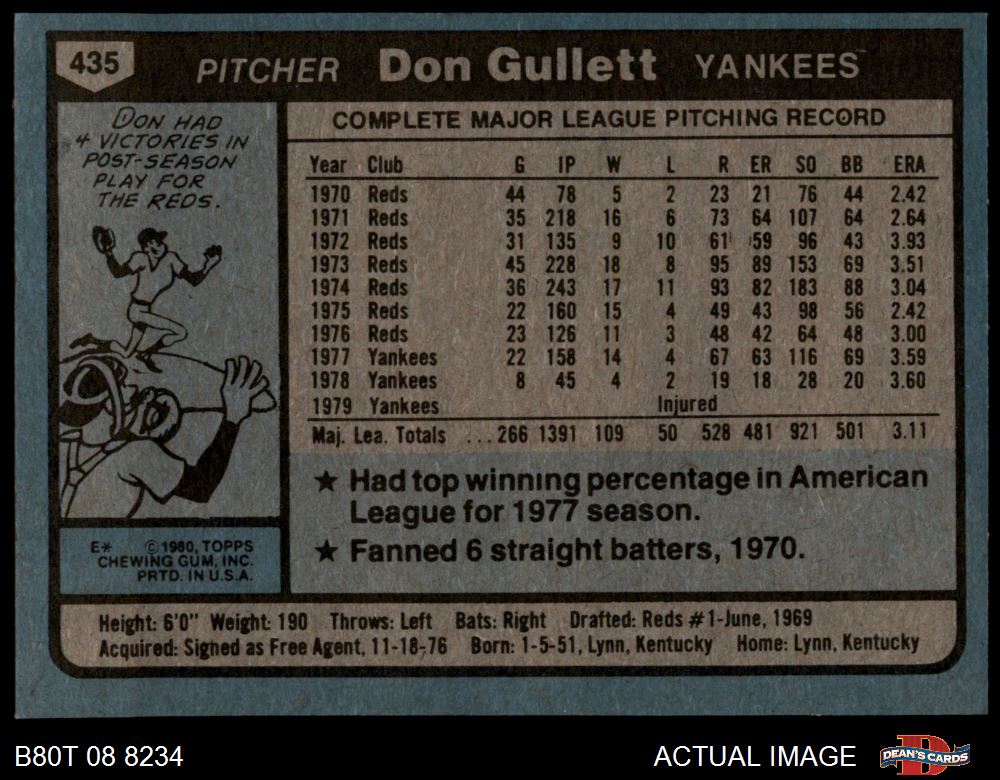 435 PITCHER Don Gullett YANKEES
DON HAD
4 VICTORIES IN
POST-SEASON
PLAY FOR
THE REDS.
COMPLETE MAJOR LEAGUE PITCHING RECORD
Year Club G IP W L R ER SO BB ERA
1970 Reds 44 78 5 2 23 21 76 44 2.42
1971 Reds 35 218 16 6 73 64 107 64 2.64
1972 Reds 31 135 9 10 61 59 96 43 3.93
1973 Reds 45 228 18 8 95 89 153 69 3.51
1974 Reds 36 243 17 11 93 82 183 88 3.04
1975 Reds 22 160 15 4 49 43 98 56 2.42
1976 Reds 23 126 11 3 48 42 64 48 3.00
1977 Yankees 22 158 14 4 67 63 116 69 3.59
1978 Yankees 8 45 4 2 19 18 28 20 3.60
1979 Yankees Injured
Maj. Lea. Totals ... 266 1391 109 50 528 481 921 501 3.11
★ Had top winning percentage in American
League for 1977 season.
★ Fanned 6 straight batters, 1970.
E* © 1980, TOPPS
CHEWING GUM, INC.
PRTD. IN U.S.A.
Height: 6'0" Weight: 190 Throws: Left Bats: Right Drafted: Reds #1-June, 1969
Acquired: Signed as Free Agent, 11-18-76 Born: 1-5-51, Lynn, Kentucky Home: Lynn, Kentucky
B80T 08 8234 ACTUAL IMAGE DEAN'S CARDS